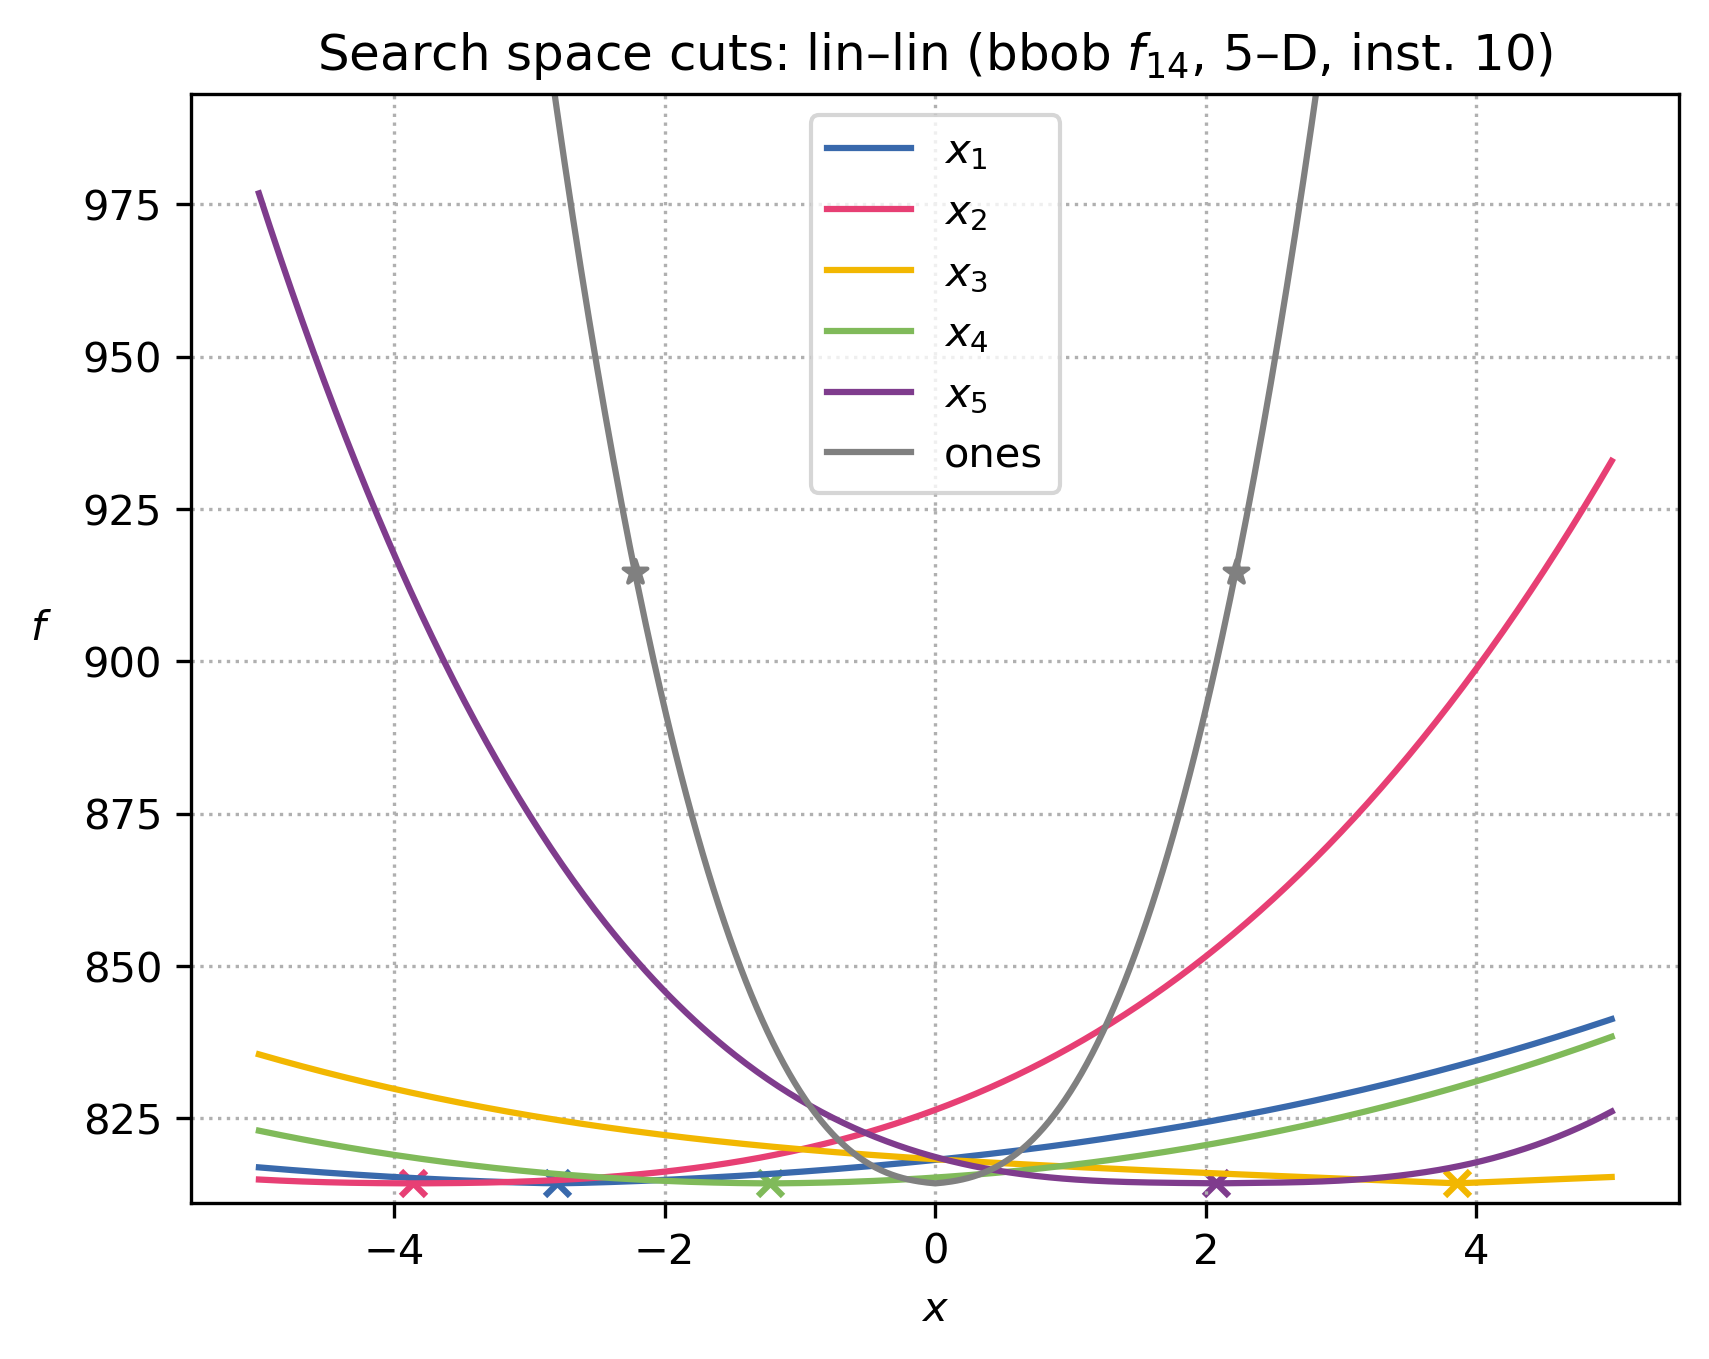 Search space cuts: lin–lin (bbob f₁₄, 5–D, inst. 10)
x₁
x₂
x₃
x₄
x₅
ones
975
950
925
900
875
850
825
f
−4
−2
0
2
4
x